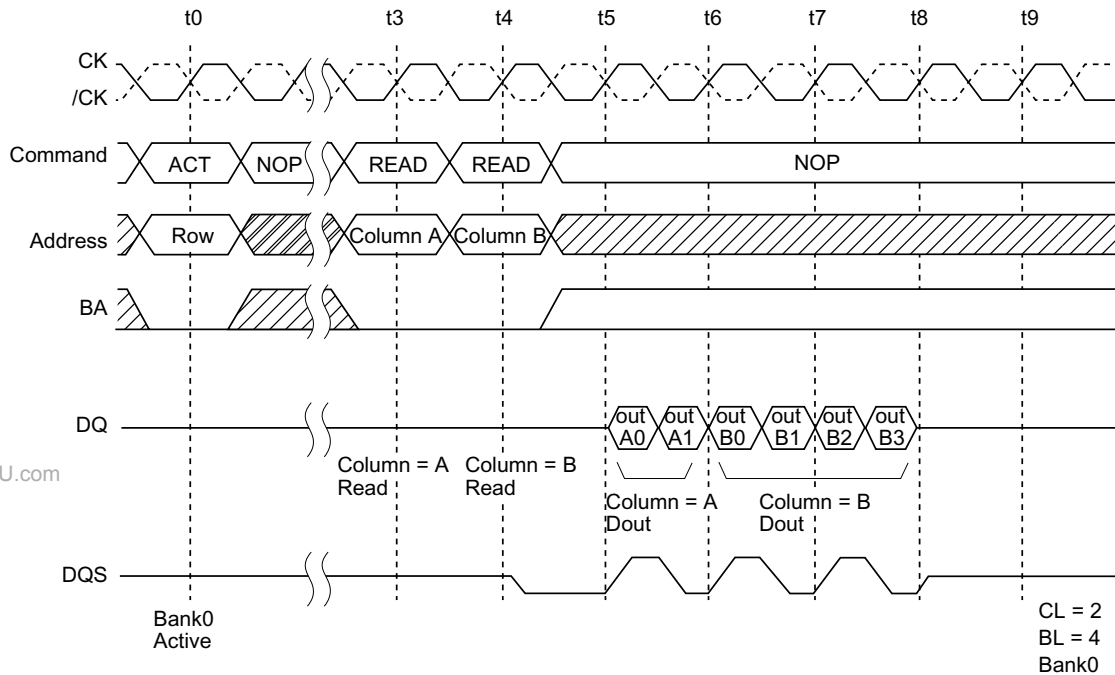 t0 t3 t4 t5 t6 t7 t8 t9
CK
/CK
Command ACT NOP READ READ NOP
Address Row Column A Column B
BA
DQ out A0 out A1 out B0 out B1 out B2 out B3
U.com
Column = A Read
Column = B Read
Column = A Dout
Column = B Dout
DQS
Bank0
Active
CL = 2
BL = 4
Bank0